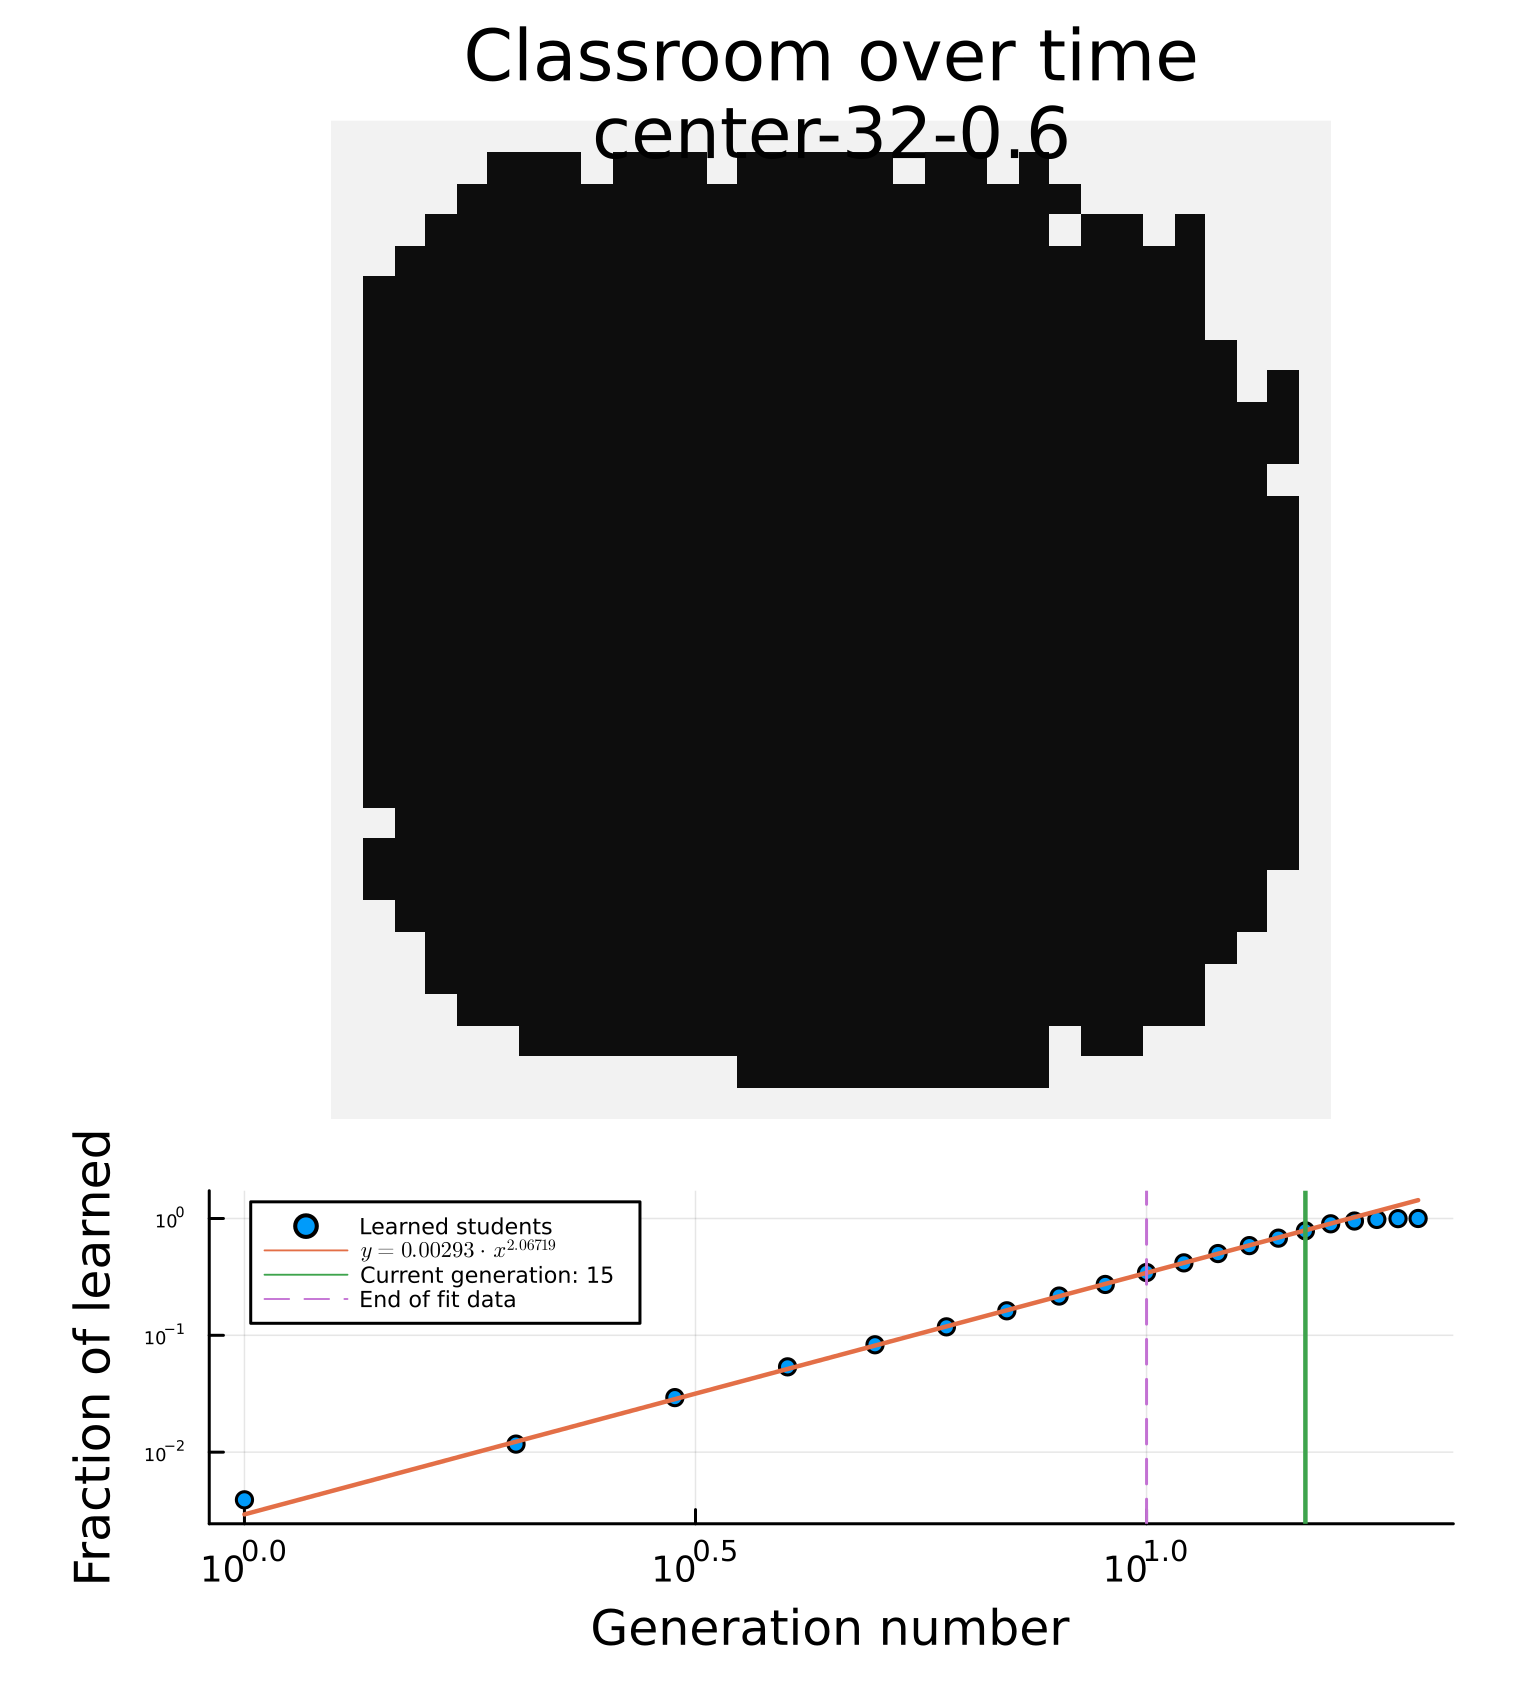 Classroom over time
center-32-0.6
Fraction of learned
10⁰
10⁻¹
10⁻²
Learned students
y = 0.00293 · x^2.06719
Current generation: 15
End of fit data
10^0.0 10^0.5 10^1.0
Generation number